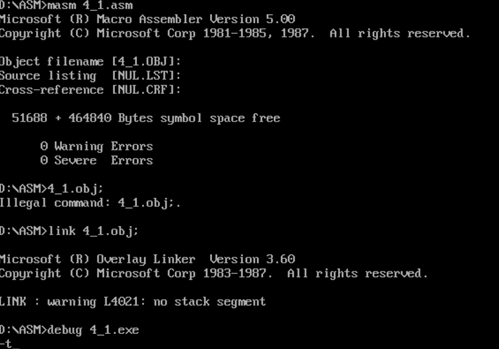 D:\ASM>masm 4_1.asm
Microsoft (R) Macro Assembler Version 5.00
Copyright (C) Microsoft Corp 1981-1985, 1987.  All rights reserved.
Object filename [4_1.OBJ]:
Source listing  [NUL.LST]:
Cross-reference [NUL.CRF]:
51688 + 464840 Bytes symbol space free
0 Warning Errors
0 Severe  Errors
D:\ASM>4_1.obj;
Illegal command: 4_1.obj;.
D:\ASM>link 4_1.obj;
Microsoft (R) Overlay Linker  Version 3.60
Copyright (C) Microsoft Corp 1983-1987.  All rights reserved.
LINK : warning L4021: no stack segment
D:\ASM>debug 4_1.exe
-t_